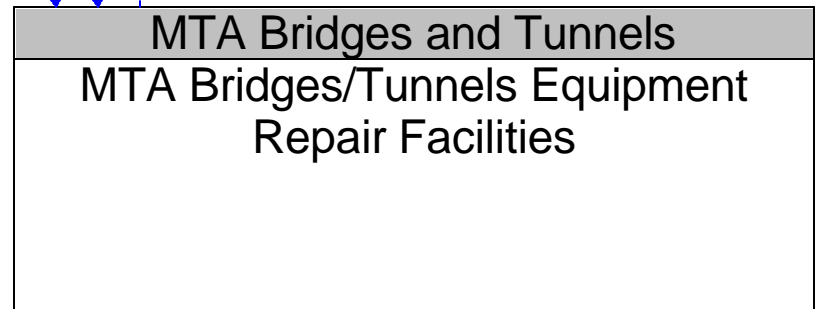 MTA Bridges and Tunnels
MTA Bridges/Tunnels Equipment
Repair Facilities